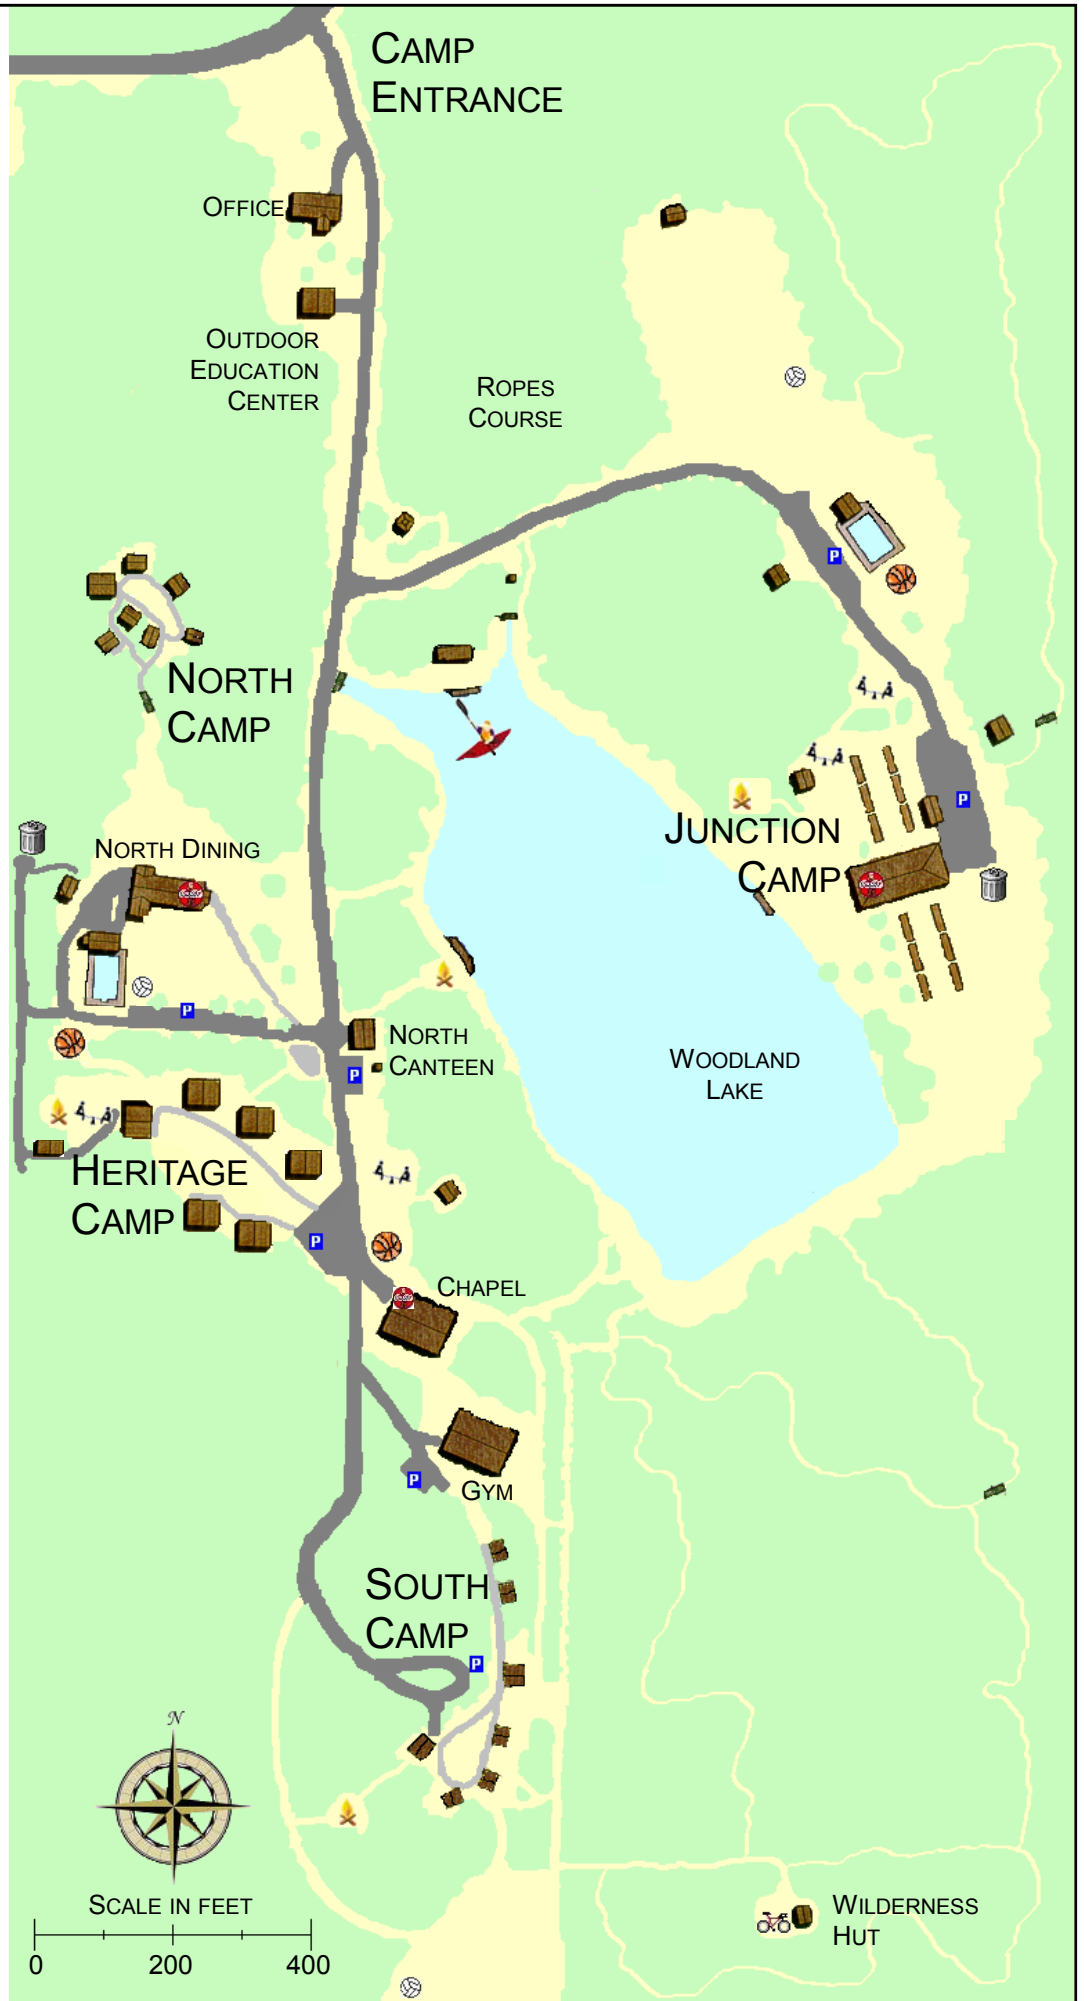 CAMP
ENTRANCE
OFFICE
OUTDOOR
EDUCATION
CENTER
ROPES
COURSE
P
NORTH
CAMP
P
JUNCTION
CAMP
NORTH DINING
P
NORTH
CANTEEN
P
WOODLAND
LAKE
HERITAGE
CAMP
P
CHAPEL
P
GYM
SOUTH
CAMP
P
N
SCALE IN FEET
0 200 400
WILDERNESS
HUT